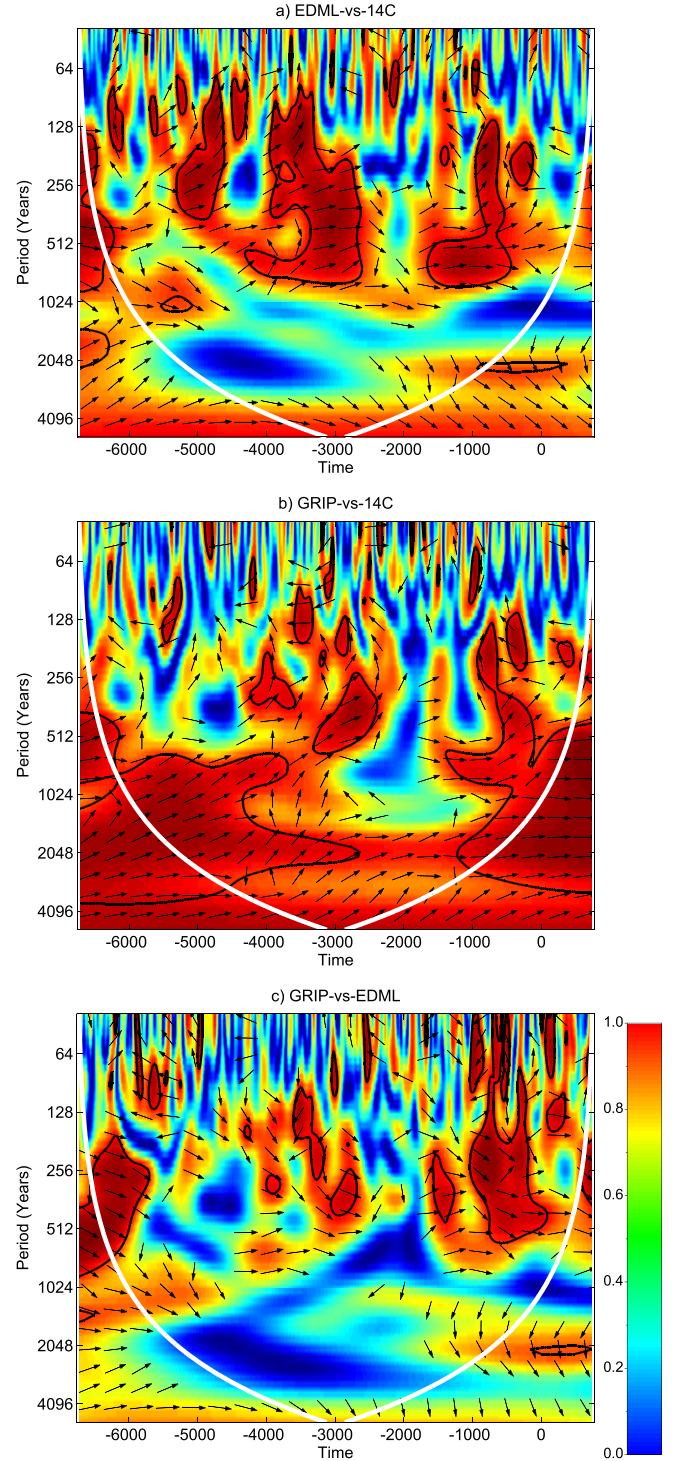 a) EDML-vs-14C
64
128
256
512
1024
2048
4096
Period (Years)
-6000 -5000 -4000 -3000 -2000 -1000 0
Time
b) GRIP-vs-14C
64
128
256
512
1024
2048
4096
Period (Years)
-6000 -5000 -4000 -3000 -2000 -1000 0
Time
c) GRIP-vs-EDML
64
128
256
512
1024
2048
4096
Period (Years)
-6000 -5000 -4000 -3000 -2000 -1000 0
Time
1.0
0.8
0.6
0.4
0.2
0.0